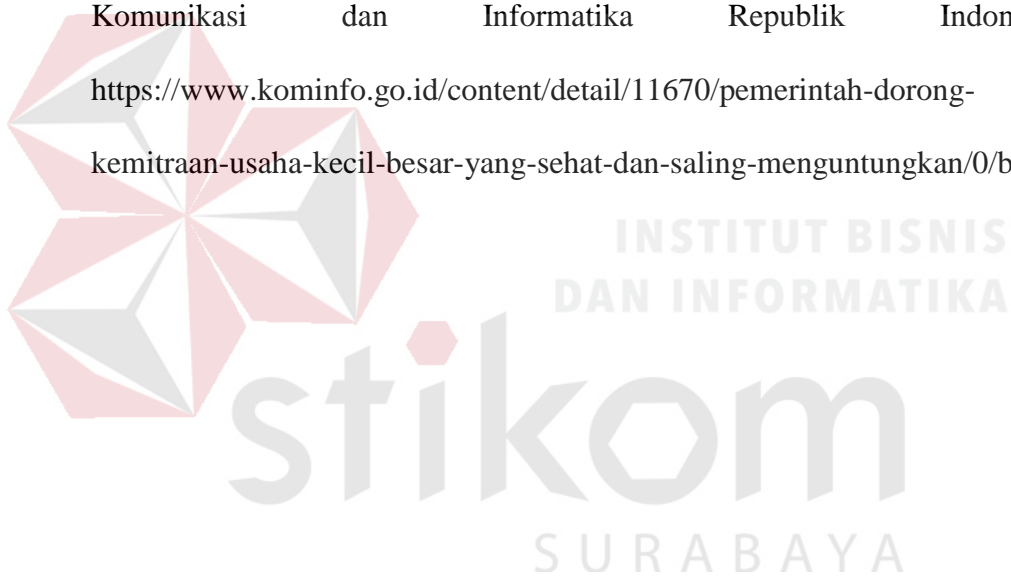 Komunikasi dan Informatika Republik Indon
https://www.kominfo.go.id/content/detail/11670/pemerintah-dorong-
kemitraan-usaha-kecil-besar-yang-sehat-dan-saling-menguntungkan/0/b
INSTITUT BISNIS
DAN INFORMATIKA
stikom
SURABAYA